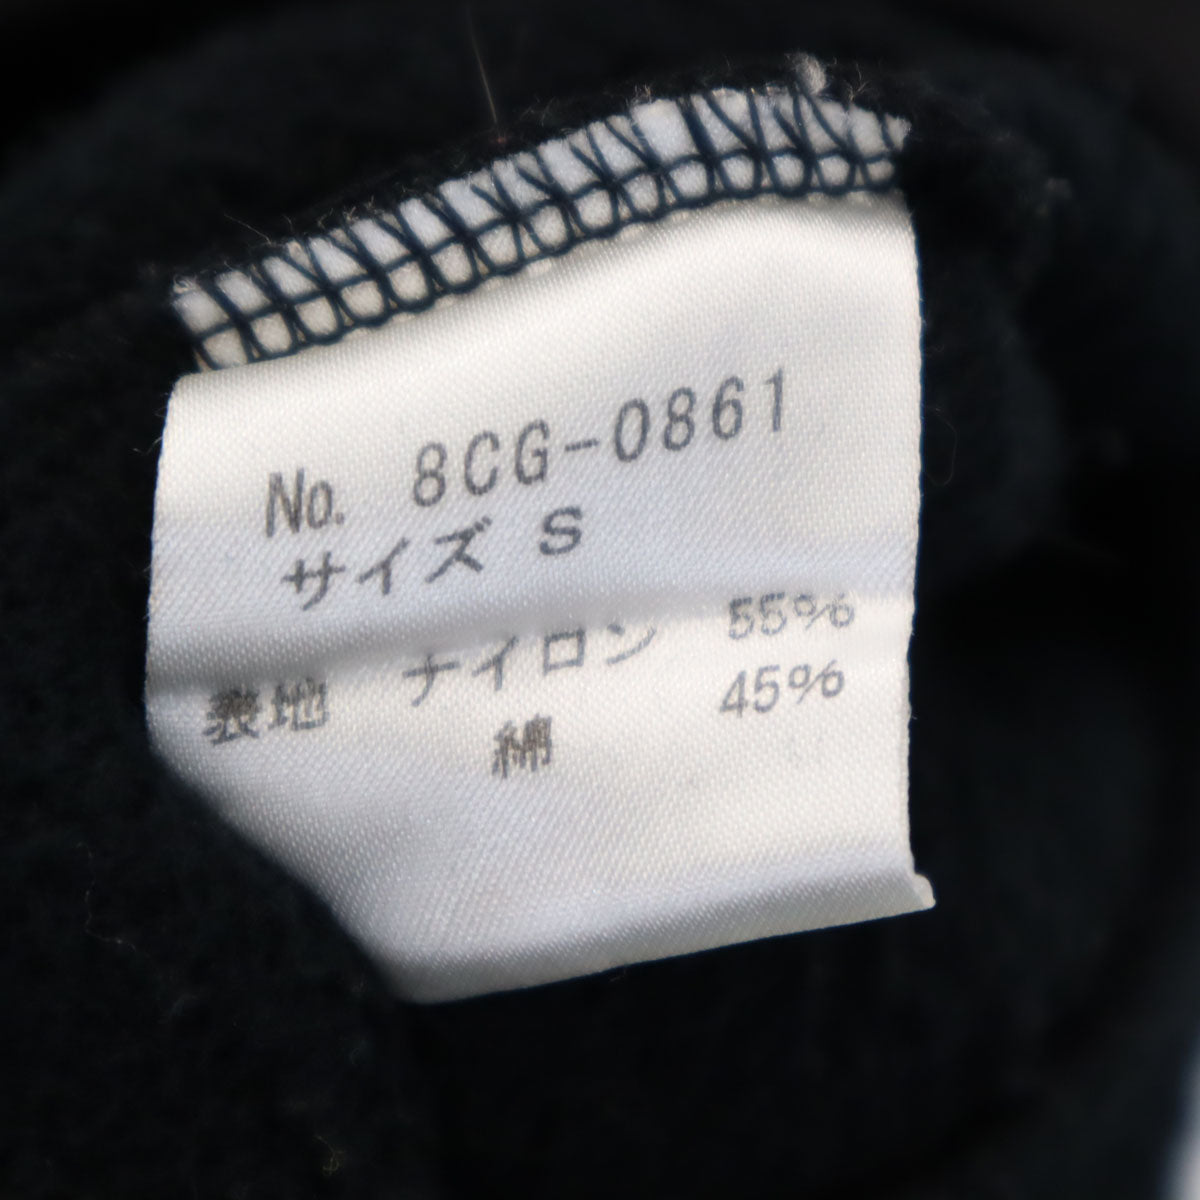 No. 8CG-0861
サイズ S
表地 ナイロン 55%
綿 45%